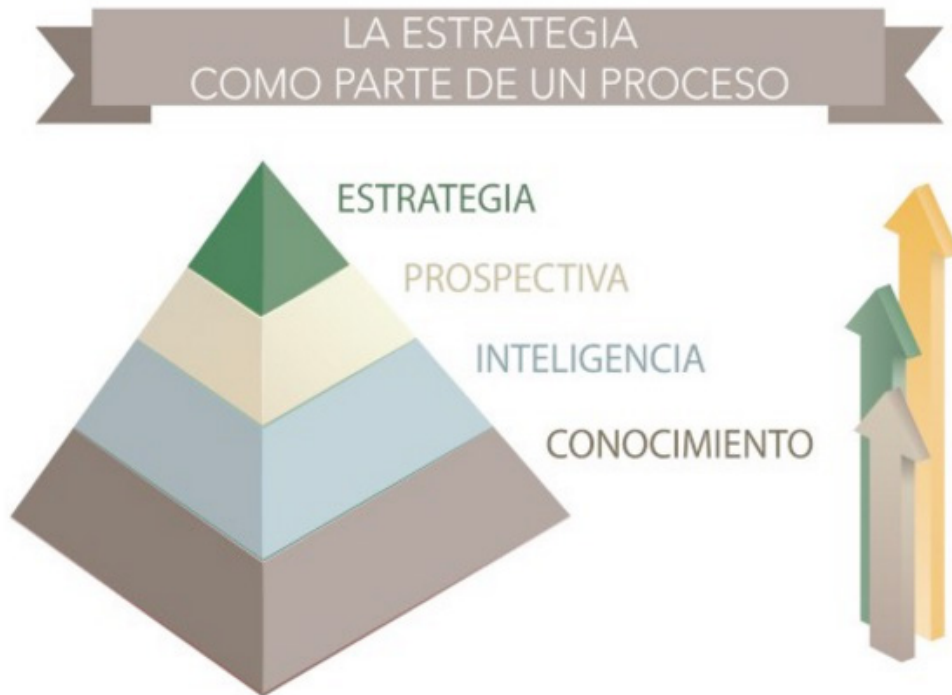 LA ESTRATEGIA
COMO PARTE DE UN PROCESO
ESTRATEGIA
PROSPECTIVA
INTELIGENCIA
CONOCIMIENTO